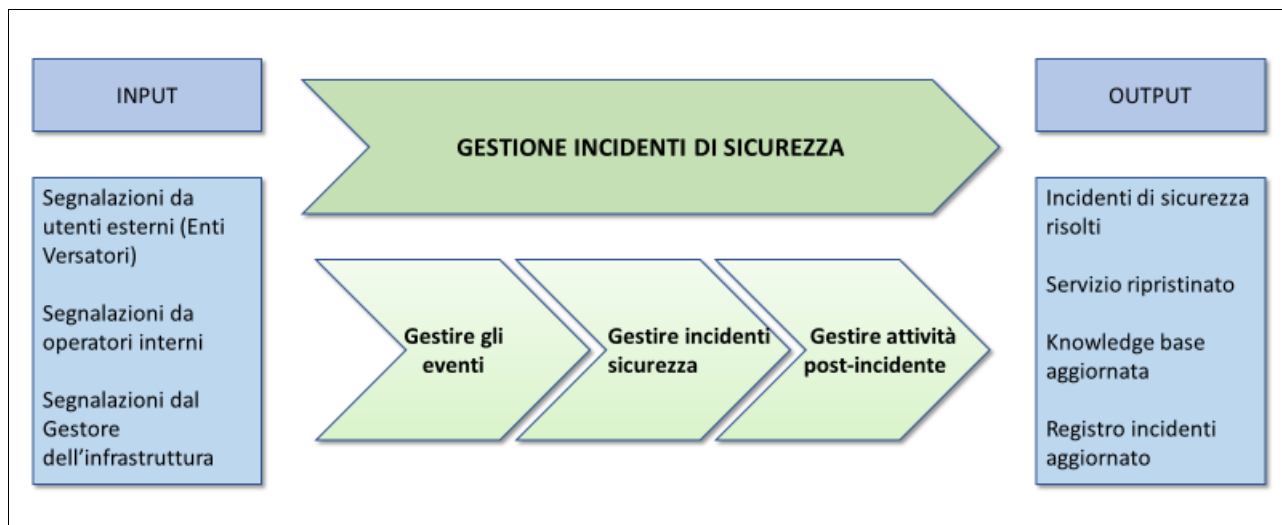 INPUT
Segnalazioni da
utenti esterni (Enti
Versatori)
Segnalazioni da
operatori interni
Segnalazioni dal
Gestore
dell'infrastruttura
GESTIONE INCIDENTI DI SICUREZZA
Gestire gli
eventi
Gestire incidenti
sicurezza
Gestire attività
post-incidente
OUTPUT
Incidenti di sicurezza
risolti
Servizio ripristinato
Knowledge base
aggiornata
Registro incidenti
aggiornato